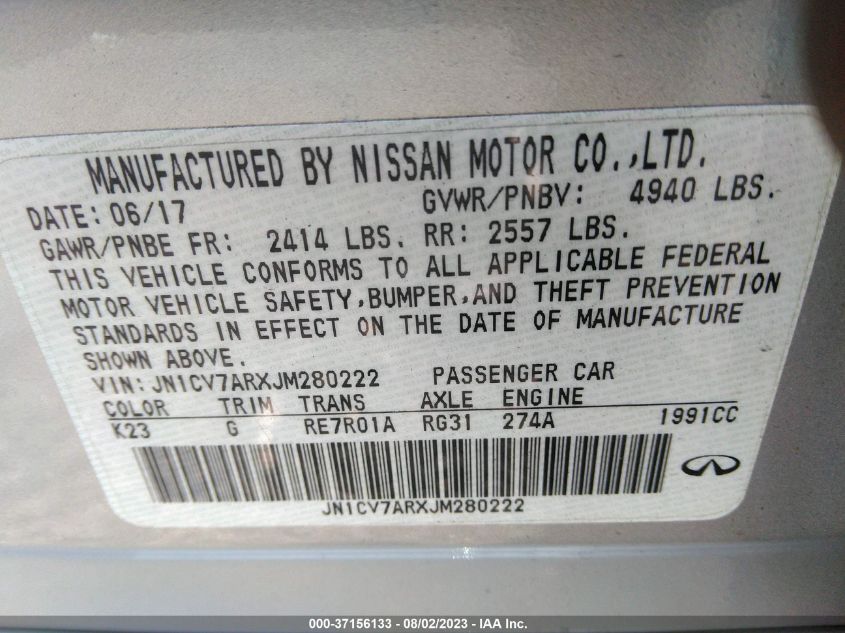 MANUFACTURED BY NISSAN MOTOR CO.,LTD.
DATE: 06/17 GVWR/PNBV: 4940 LBS.
GAWR/PNBE FR: 2414 LBS. RR: 2557 LBS.
THIS VEHICLE CONFORMS TO ALL APPLICABLE FEDERAL
MOTOR VEHICLE SAFETY,BUMPER,AND THEFT PREVENTION
STANDARDS IN EFFECT ON THE DATE OF MANUFACTURE
SHOWN ABOVE.
VIN:JN1CV7ARXJM280222 PASSENGER CAR
COLOR TRIM TRANS AXLE ENGINE
K23 G RE7R01A RG31 274A 1991CC
JN1CV7ARXJM280222
000-37156133 - 08/02/2023 - IAA Inc.